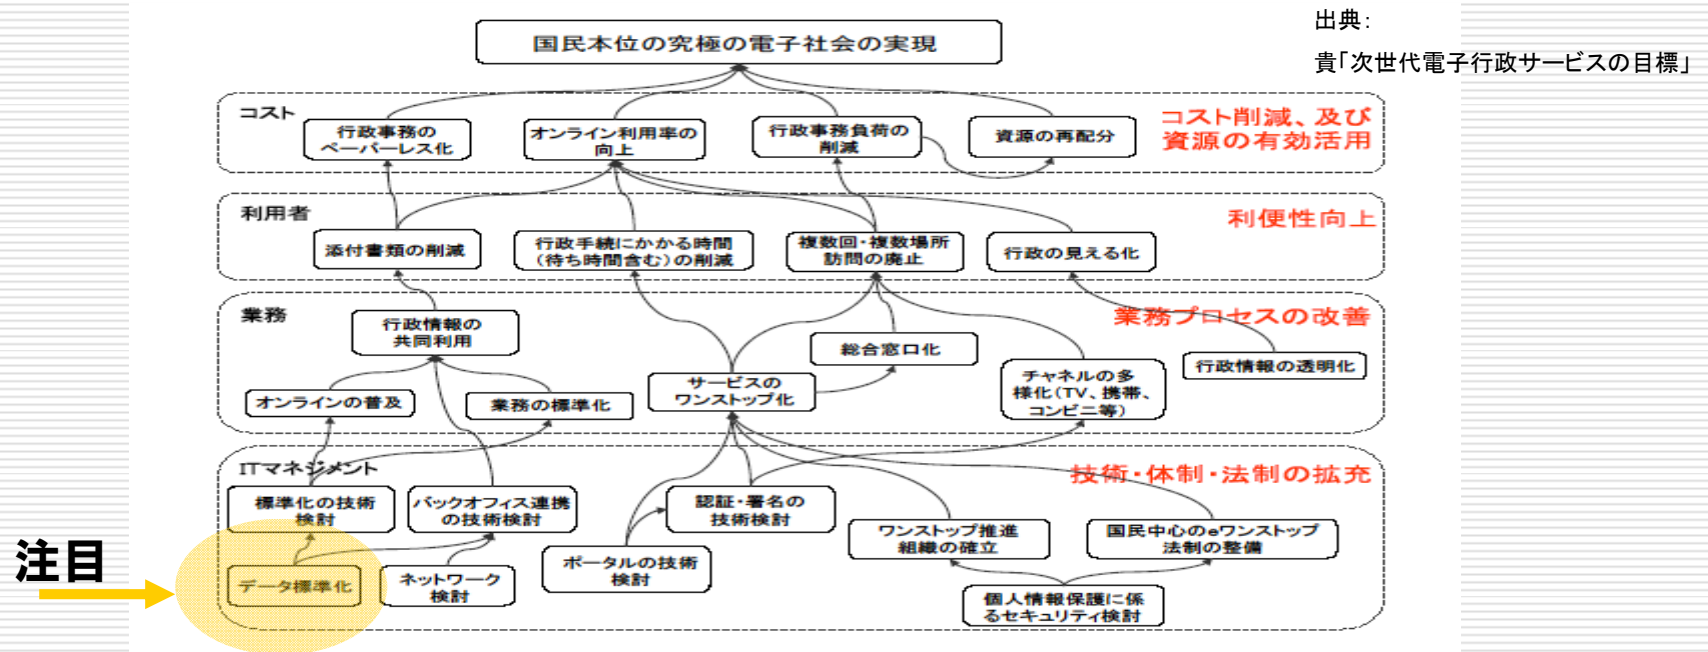 出典:
貴「次世代電子行政サービスの目標」
国民本位の究極の電子社会の実現
コスト
コスト削減、及び
資源の有効活用
行政事務の
ペーパーレス化
オンライン利用率の
向上
行政事務負荷の
削減
資源の再配分
利用者
利便性向上
添付書類の削減
行政手続にかかる時間
(待ち時間含む)の削減
複数回・複数場所
訪問の廃止
行政の見える化
業務
業務プロセスの改善
行政情報の
共同利用
総合窓口化
行政情報の透明化
オンラインの普及
業務の標準化
サービスの
ワンストップ化
チャネルの多
様化(TV、携帯、
コンビニ等)
ITマネジメント
技術・体制・法制の拡充
標準化の技術
検討
バックオフィス連携
の技術検討
認証・署名の
技術検討
ワンストップ推進
組織の確立
国民中心のeワンストップ
法制の整備
注目
データ標準化
ネットワーク
検討
ポータルの技術
検討
個人情報保護に係
るセキュリティ検討